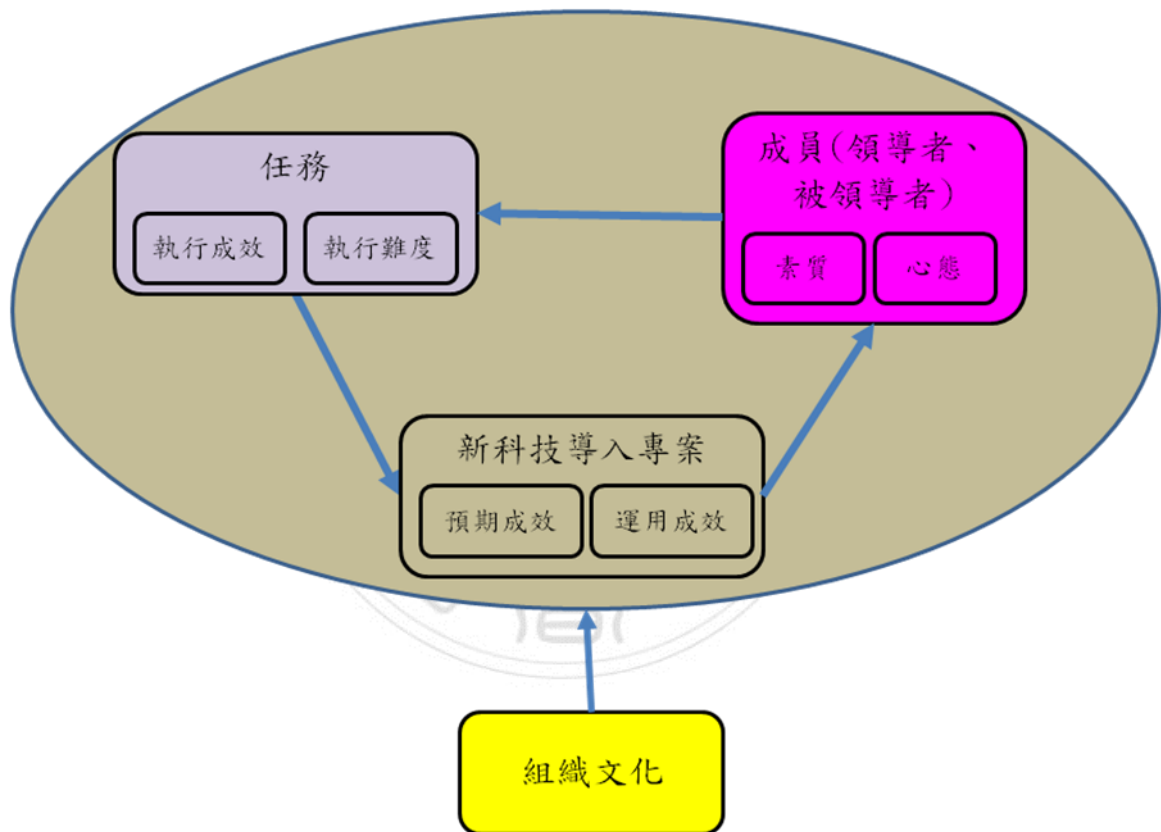 任務
執行成效
執行難度
成員(領導者、
被領導者)
素質
心態
新科技導入專案
預期成效
運用成效
組織文化